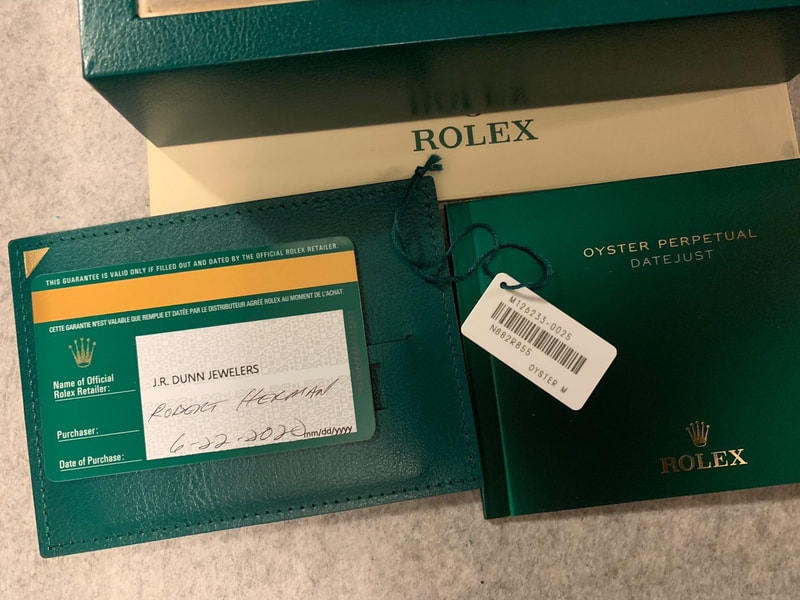 ROLEX
THIS GUARANTEE IS VALID ONLY IF FILLED OUT AND DATED BY THE OFFICIAL ROLEX RETAILER
CETTE GARANTIE N'EST VALABLE QUE REMPLIE ET DATÉE PAR LE DISTRIBUTEUR AGRÉÉ ROLEX AU MOMENT DE L'ACHAT.
Name of Official
Rolex Retailer:
J.R. DUNN JEWELERS
Purchaser:
ROBERT HERMAN
Date of Purchase:
6-22-2020 mm/dd/yyyy
OYSTER PERPETUAL
DATEJUST
M126233-0025
N882R855
OYSTER M
ROLEX